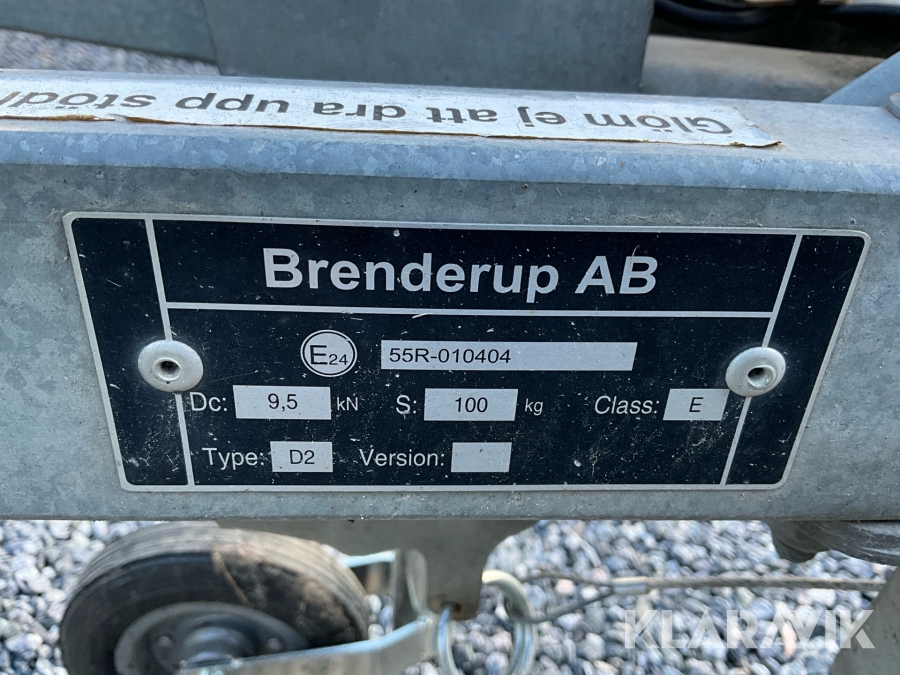 Glöm ej att dra upp
Brenderup AB
E24 55R-010404
Dc: 9,5 kN S: 100 kg Class: E
Type: D2 Version:
KLARAVIK